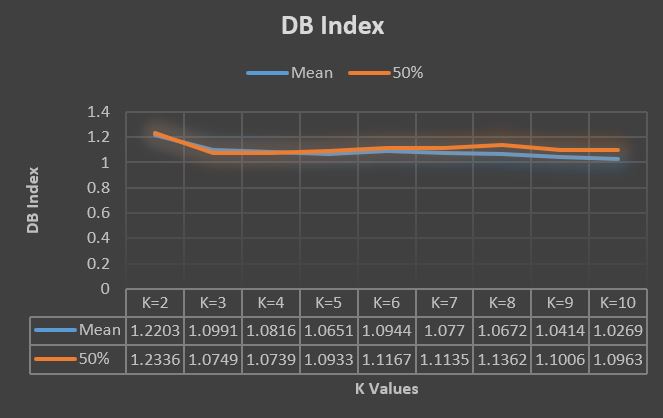 DB Index
Mean 50%
1.4
1.2
1
0.8
0.6
0.4
0.2
0
DB Index
K=2 K=3 K=4 K=5 K=6 K=7 K=8 K=9 K=10
Mean 1.2203 1.0991 1.0816 1.0651 1.0944 1.077 1.0672 1.0414 1.0269
50% 1.2336 1.0749 1.0739 1.0933 1.1167 1.1135 1.1362 1.1006 1.0963
K Values